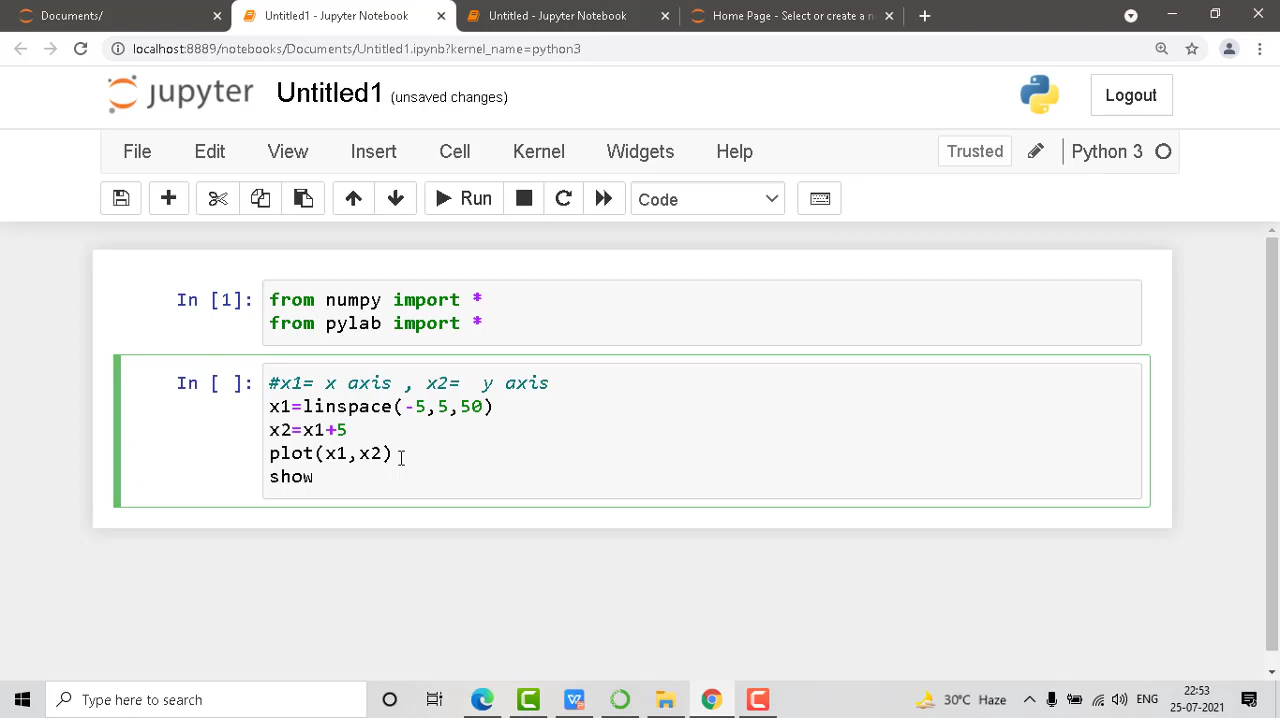 Documents/
Untitled1 - Jupyter Notebook
Untitled - Jupyter Notebook
Home Page - Select or create a n
localhost:8889/notebooks/Documents/Untitled1.ipynb?kernel_name=python3
jupyter Untitled1 (unsaved changes)
Logout
File Edit View Insert Cell Kernel Widgets Help
Trusted
Python 3
Run
Code
In [1]:
from numpy import *
from pylab import *
In [ ]:
#x1= x axis , x2=  y axis
x1=linspace(-5,5,50)
x2=x1+5
plot(x1,x2)
show
Type here to search
30°C Haze
ENG
22:53
25-07-2021